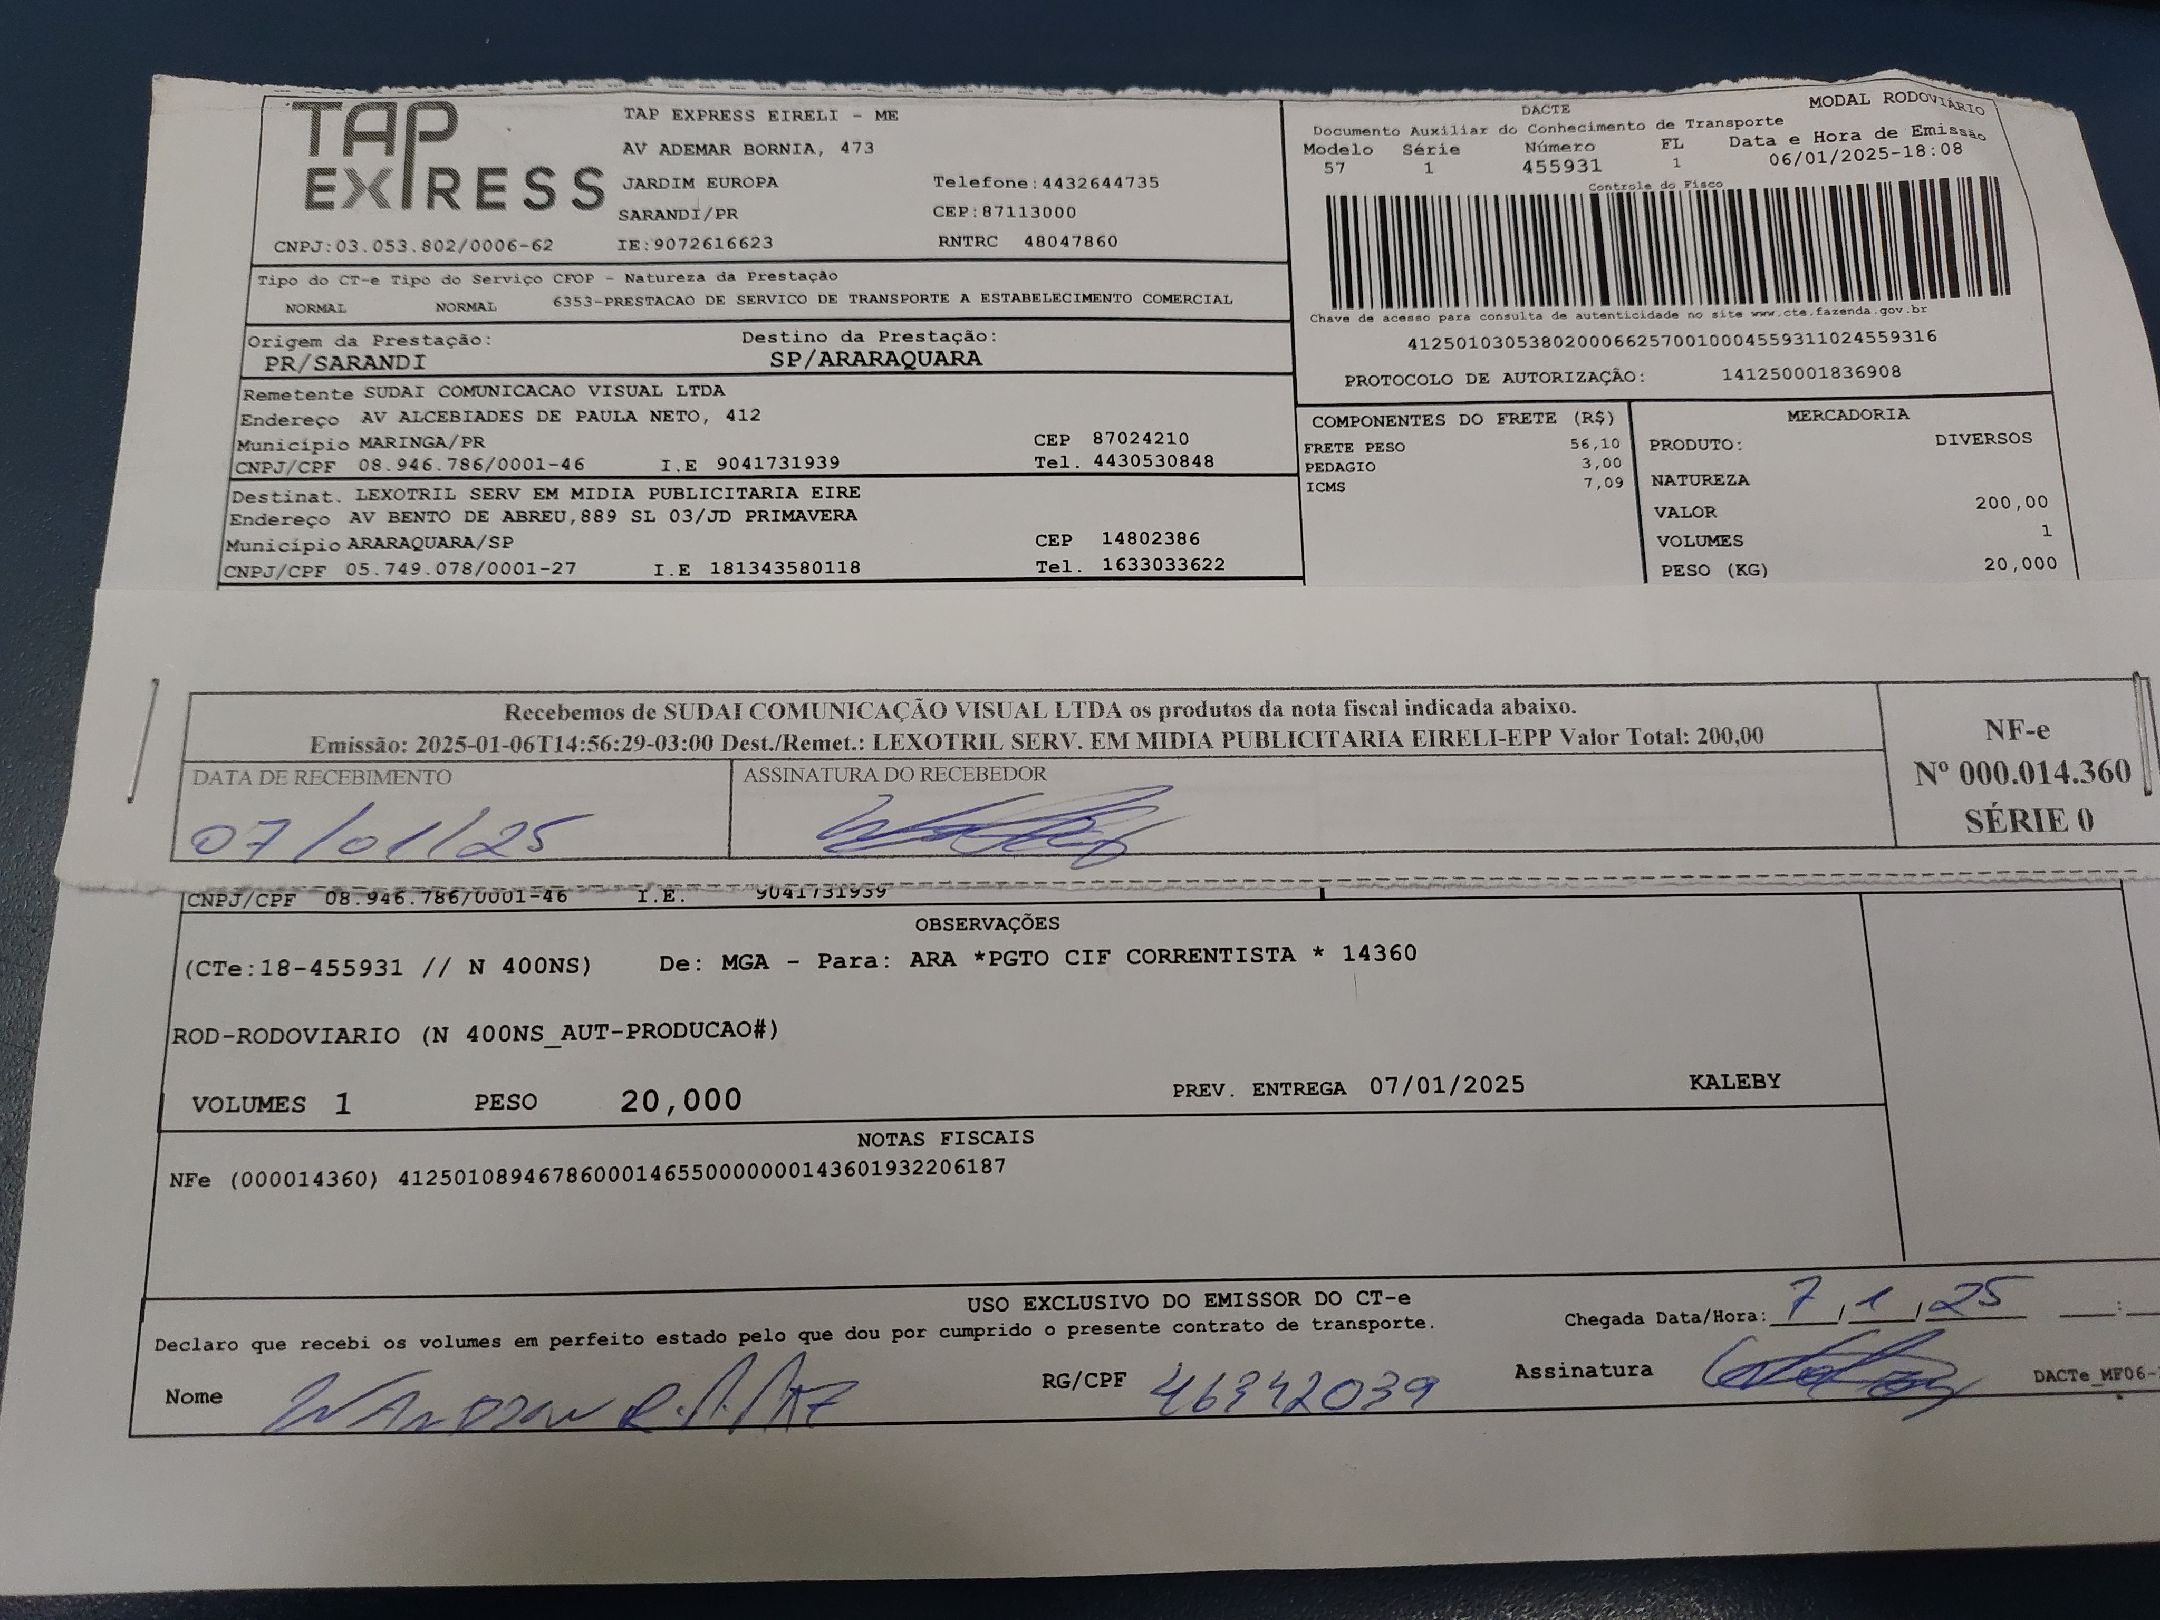 TAP EXPRESS
TAP EXPRESS EIRELI - ME
AV ADEMAR BORNIA, 473
JARDIM EUROPA Telefone:4432644735
SARANDI/PR CEP:87113000
CNPJ:03.053.802/0006-62 IE:9072616623 RNTRC 48047860
DACTE MODAL RODOVIÁRIO
Documento Auxiliar do Conhecimento de Transporte
Modelo Série Número FL Data e Hora de Emissão
57 1 455931 1 06/01/2025-18:08
Controle do Fisco
Chave de acesso para consulta de autenticidade no site www.cte.fazenda.gov.br
41250103053802000662570010004559311024559316
PROTOCOLO DE AUTORIZAÇÃO: 141250001836908
Tipo do CT-e Tipo do Serviço CFOP - Natureza da Prestação
NORMAL NORMAL 6353-PRESTACAO DE SERVICO DE TRANSPORTE A ESTABELECIMENTO COMERCIAL
Origem da Prestação: Destino da Prestação:
PR/SARANDI SP/ARARAQUARA
Remetente SUDAI COMUNICACAO VISUAL LTDA
Endereço AV ALCEBIADES DE PAULA NETO, 412
Município MARINGA/PR CEP 87024210
CNPJ/CPF 08.946.786/0001-46 I.E 9041731939 Tel. 4430530848
Destinat. LEXOTRIL SERV EM MIDIA PUBLICITARIA EIRE
Endereço AV BENTO DE ABREU,889 SL 03/JD PRIMAVERA
Município ARARAQUARA/SP CEP 14802386
CNPJ/CPF 05.749.078/0001-27 I.E 181343580118 Tel. 1633033622
COMPONENTES DO FRETE (R$)
FRETE PESO 56,10
PEDAGIO 3,00
ICMS 7,09
MERCADORIA
PRODUTO: DIVERSOS
NATUREZA
VALOR 200,00
VOLUMES 1
PESO (KG) 20,000
Recebemos de SUDAI COMUNICAÇÃO VISUAL LTDA os produtos da nota fiscal indicada abaixo.
Emissão: 2025-01-06T14:56:29-03:00 Dest./Remet.: LEXOTRIL SERV. EM MIDIA PUBLICITARIA EIRELI-EPP Valor Total: 200,00
DATA DE RECEBIMENTO ASSINATURA DO RECEBEDOR
07/01/25
NF-e
Nº 000.014.360
SÉRIE 0
CNPJ/CPF 08.946.786/0001-46 I.E. 9041731939
OBSERVAÇÕES
(CTe:18-455931 // N 400NS) De: MGA - Para: ARA *PGTO CIF CORRENTISTA * 14360
ROD-RODOVIARIO (N 400NS_AUT-PRODUCAO#)
VOLUMES 1 PESO 20,000 PREV. ENTREGA 07/01/2025 KALEBY
NOTAS FISCAIS
NFe (000014360) 41250108946786000146550000000143601932206187
USO EXCLUSIVO DO EMISSOR DO CT-e
Declaro que recebi os volumes em perfeito estado pelo que dou por cumprido o presente contrato de transporte. Chegada Data/Hora: 7/1/25 :
Nome RG/CPF 46342039 Assinatura DACTe_MF06-